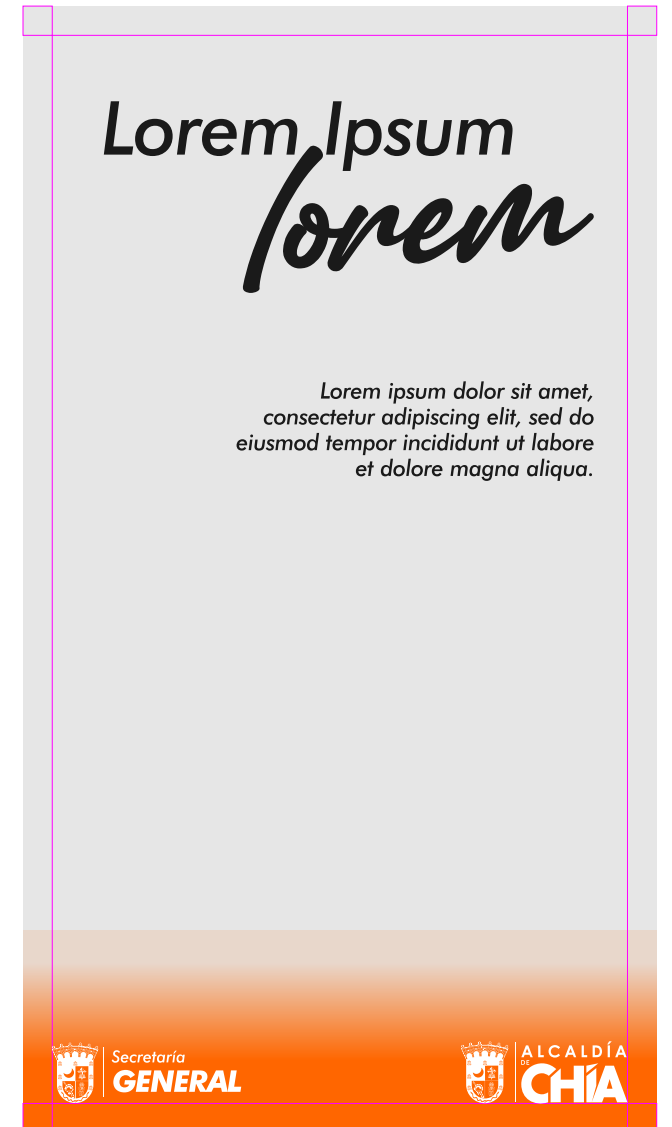 Lorem Ipsum
lorem
Lorem ipsum dolor sit amet,
consectetur adipiscing elit, sed do
eiusmod tempor incididunt ut labore
et dolore magna aliqua.
Secretaría
GENERAL
ALCALDÍA
DE
CHÍA